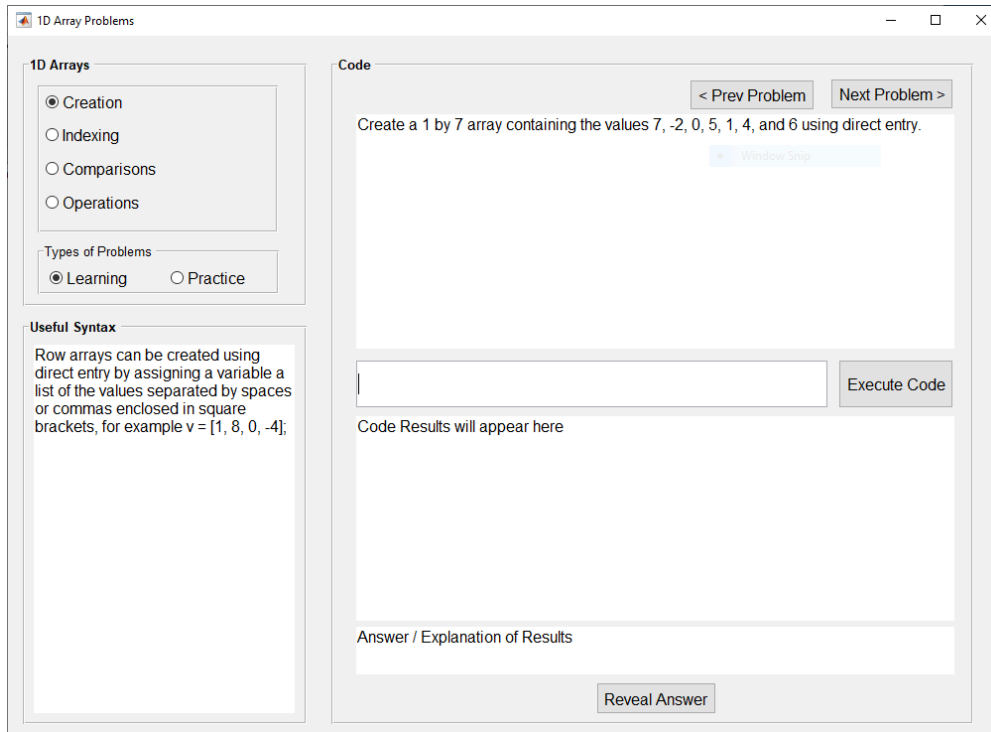 1D Array Problems
1D Arrays
Creation
Indexing
Comparisons
Operations
Types of Problems
Learning
Practice
Useful Syntax
Row arrays can be created using
direct entry by assigning a variable a
list of the values separated by spaces
or commas enclosed in square
brackets, for example v = [1, 8, 0, -4];
Code
< Prev Problem
Next Problem >
Create a 1 by 7 array containing the values 7, -2, 0, 5, 1, 4, and 6 using direct entry.
Window Snip
Execute Code
Code Results will appear here
Answer / Explanation of Results
Reveal Answer